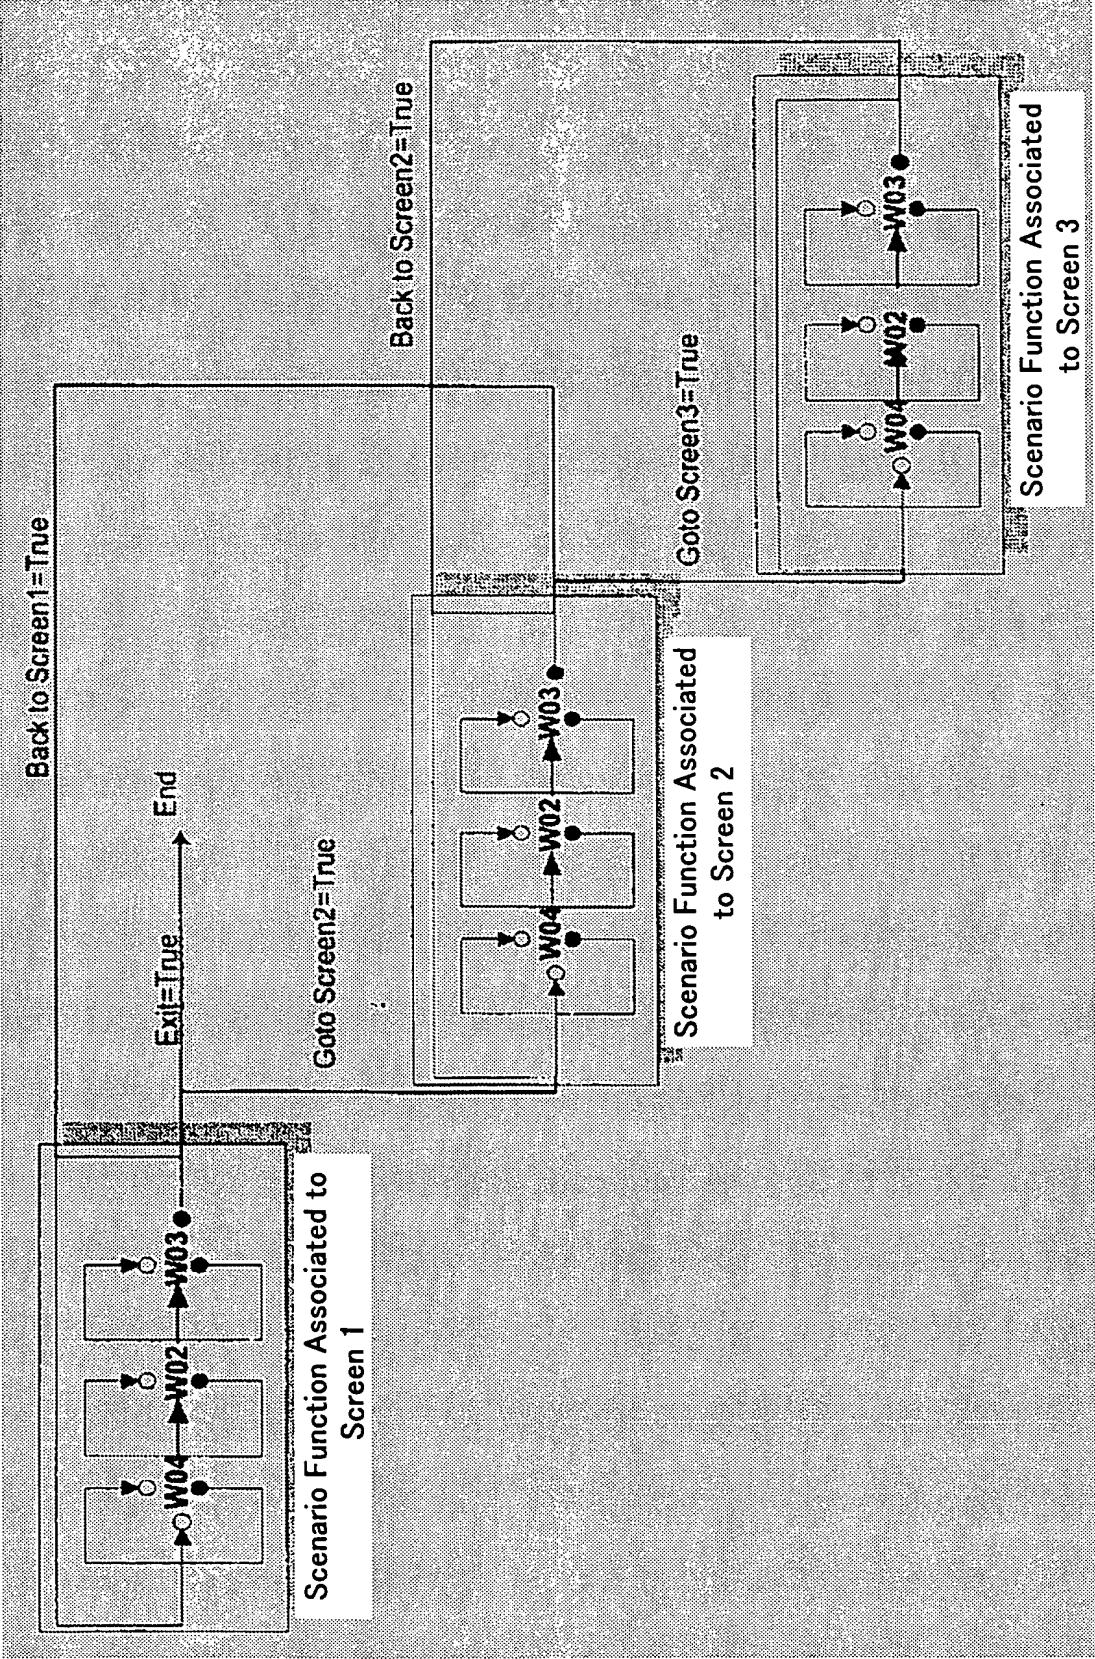 Back to Screen1=True
Exit=True
End
W04 W02 W03
Scenario Function Associated to
Screen 1
Goto Screen2=True
Back to Screen2=True
W04 W02 W03
Scenario Function Associated
to Screen 2
Goto Screen3=True
W04 W02 W03
Scenario Function Associated
to Screen 3